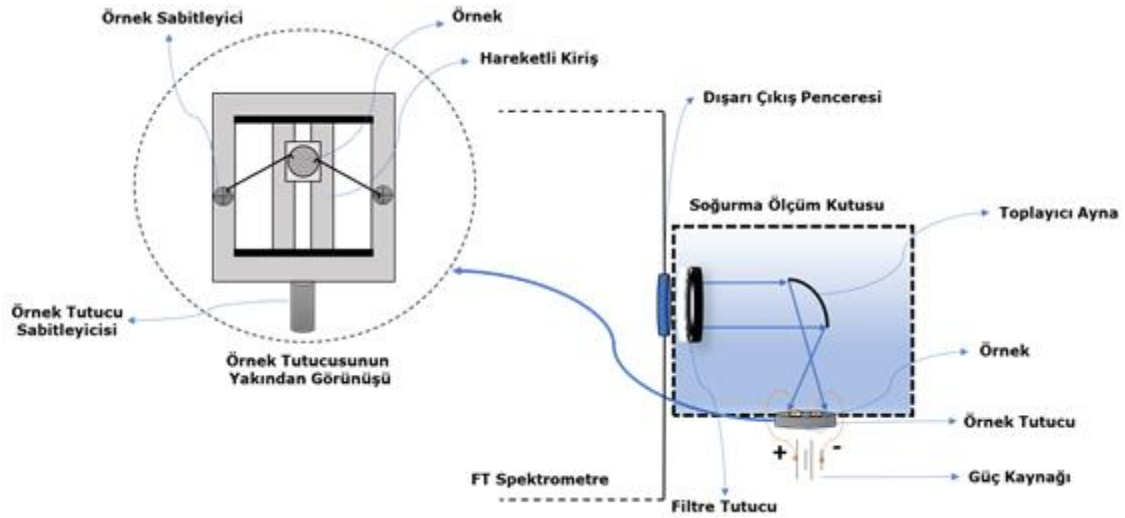 Örnek Sabitleyici
Örnek
Hareketli Kiriş
Dışarı Çıkış Penceresi
Soğurma Ölçüm Kutusu
Toplayıcı Ayna
Örnek Tutucu
Sabitleyicisi
Örnek Tutucusunun
Yakından Görünüşü
Örnek
Örnek Tutucu
+ -
Güç Kaynağı
FT Spektrometre
Filtre Tutucu